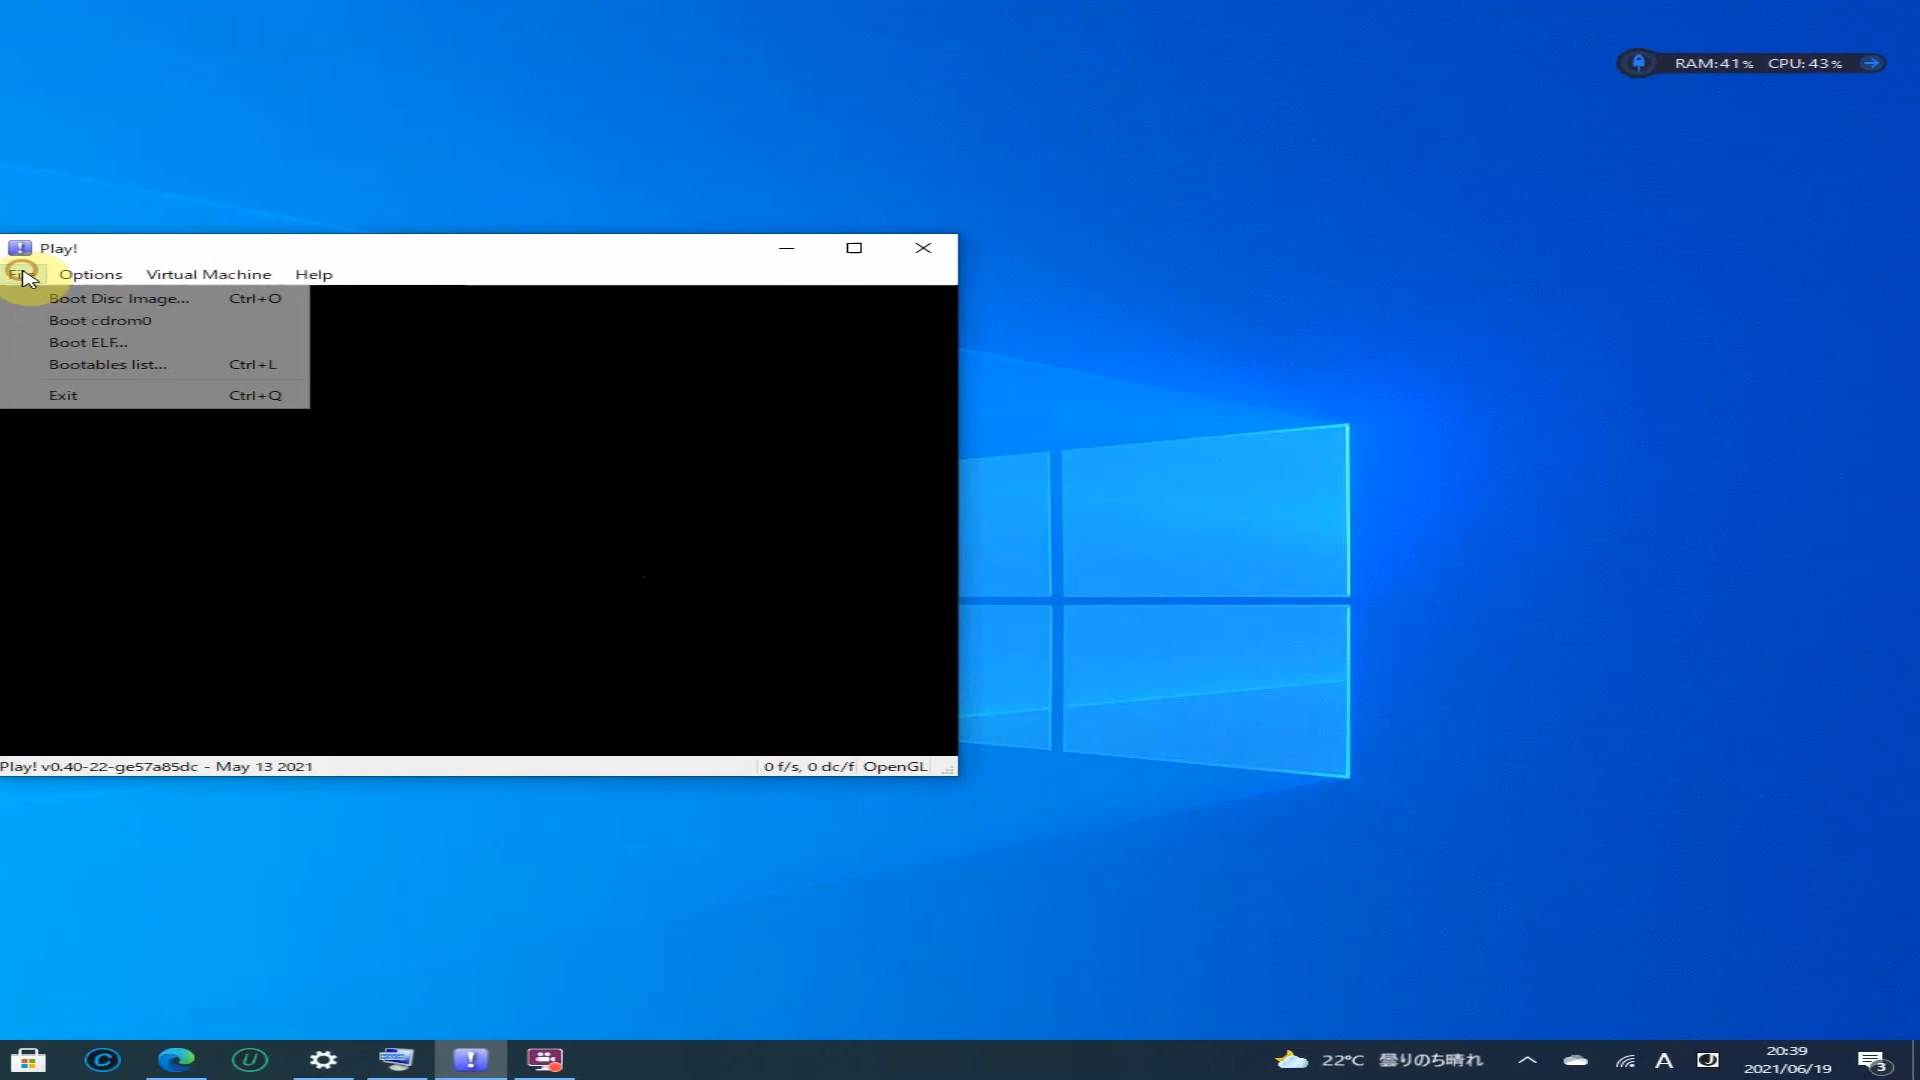 RAM:41% CPU:43%
Play!
Options Virtual Machine Help
Boot Disc Image... Ctrl+O
Boot cdrom0
Boot ELF...
Bootables list... Ctrl+L
Exit Ctrl+Q
Play! v0.40-22-ge57a85dc - May 13 2021
0 f/s, 0 dc/f OpenGL
22°C 曇りのち晴れ
A
20:39
2021/06/19
3